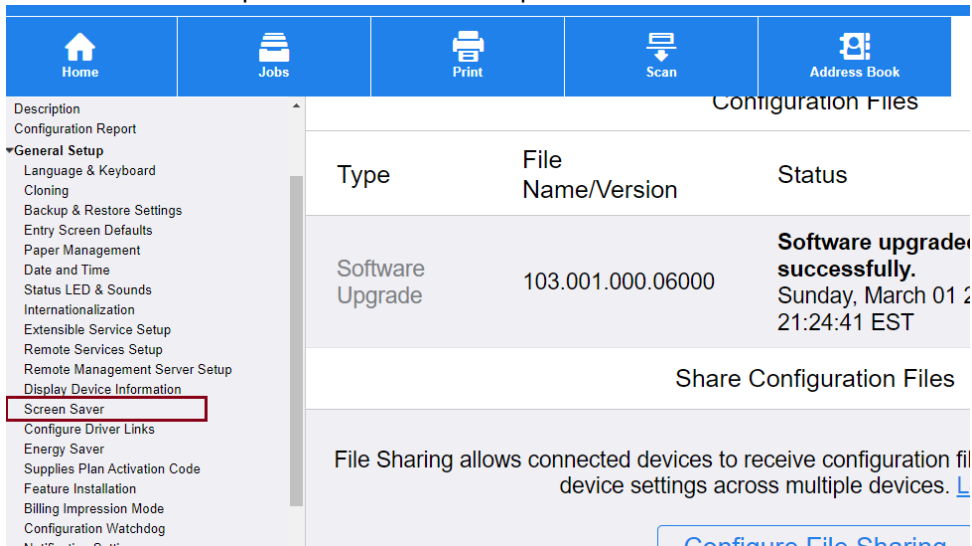 Home
Jobs
Print
Scan
Address Book
Description
Configuration Report
General Setup
Language & Keyboard
Cloning
Backup & Restore Settings
Entry Screen Defaults
Paper Management
Date and Time
Status LED & Sounds
Internationalization
Extensible Service Setup
Remote Services Setup
Remote Management Server Setup
Display Device Information
Screen Saver
Configure Driver Links
Energy Saver
Supplies Plan Activation Code
Feature Installation
Billing Impression Mode
Configuration Watchdog
Configuration Files
Type
File
Name/Version
Status
Software
Upgrade
103.001.000.06000
Software upgraded
successfully.
Sunday, March 01 2
21:24:41 EST
Share Configuration Files
File Sharing allows connected devices to receive configuration fil
device settings across multiple devices. L
Configure File Sharing